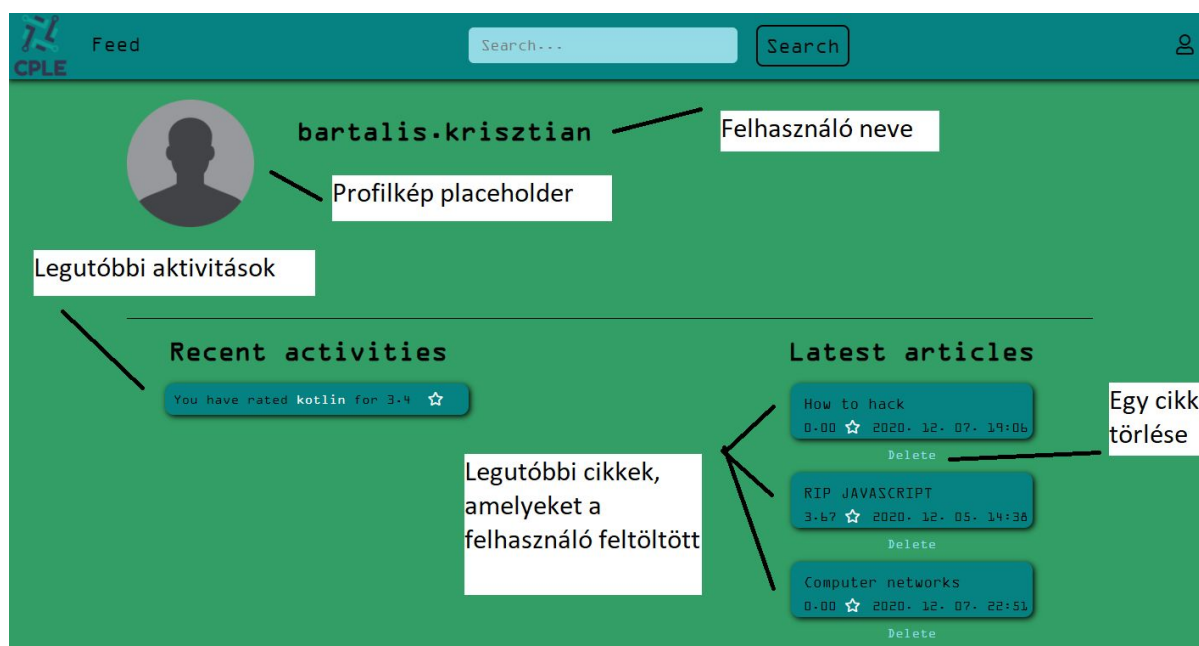 CPLE
Feed
Search...
Search
bartalis.krisztian
Felhasználó neve
Profilkép placeholder
Legutóbbi aktivitások
Recent activities
You have rated kotlin for 3.4
Latest articles
How to hack
0.00 2020. 12. 07. 19:06
Delete
Egy cikk
törlése
Legutóbbi cikkek,
amelyeket a
felhasználó feltöltött
RIP JAVASCRIPT
3.67 2020. 12. 05. 14:38
Delete
Computer networks
0.00 2020. 12. 07. 22:51
Delete